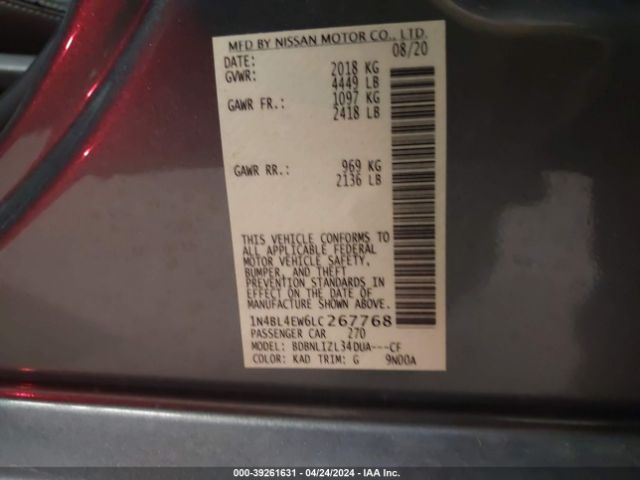 MFD BY NISSAN MOTOR CO., LTD.
DATE: 08/20
GVWR: 2018 KG
4449 LB
GAWR FR.: 1097 KG
2418 LB
GAWR RR.: 969 KG
2136 LB
THIS VEHICLE CONFORMS TO
ALL APPLICABLE FEDERAL
MOTOR VEHICLE SAFETY,
BUMPER, AND THEFT
PREVENTION STANDARDS IN
EFFECT ON THE DATE OF
MANUFACTURE SHOWN ABOVE.
1N4BL4EW6LC267768
PASSENGER CAR 270
MODEL: BDBNLIZL34DUA---CF
COLOR: KAD TRIM: G 9N00A
000-39261631 - 04/24/2024 - IAA Inc.